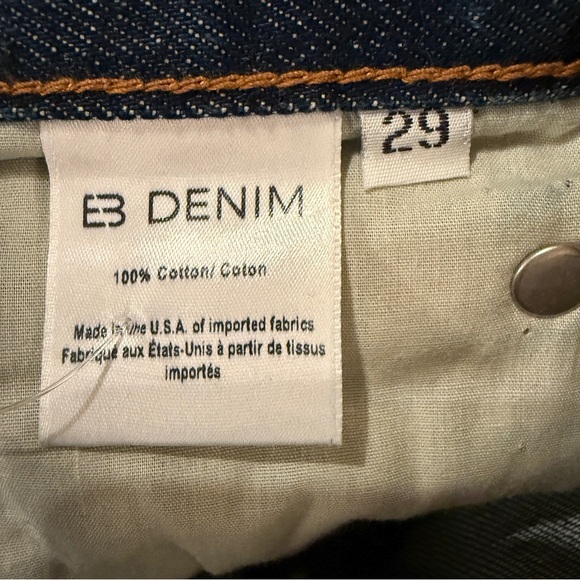 EB DENIM
29
100% Cotton/ Coton
Made in the U.S.A. of imported fabrics
Fabriqué aux États-Unis à partir de tissus
importés